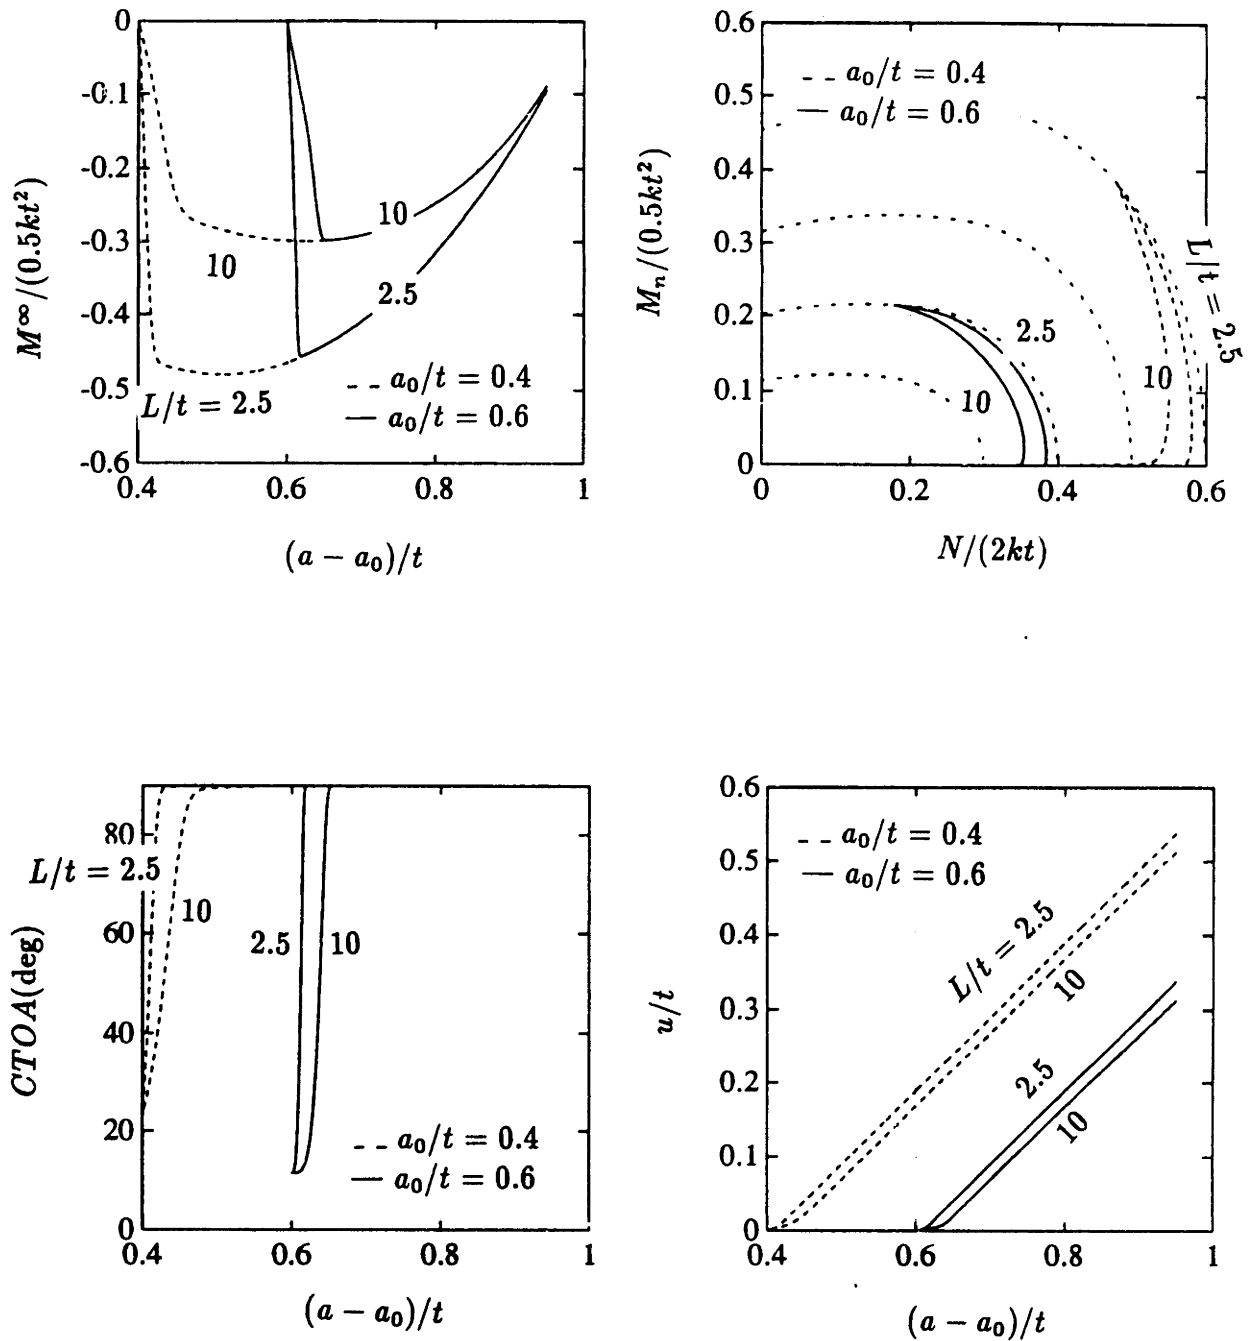 0
-0.1
-0.2
-0.3
-0.4
-0.5
-0.6
0.4
0.6
0.8
1
M∞/(0.5kt²)
(a − a₀)/t
10
10
2.5
L/t = 2.5
-- a₀/t = 0.4
— a₀/t = 0.6
0.6
0.5
0.4
0.3
0.2
0.1
0
0
0.2
0.4
0.6
Mₙ/(0.5kt²)
N/(2kt)
-- a₀/t = 0.4
— a₀/t = 0.6
L/t = 2.5
10
2.5
10
80
60
40
20
0
0.4
0.6
0.8
1
CTOA(deg)
(a − a₀)/t
L/t = 2.5
10
2.5
10
-- a₀/t = 0.4
— a₀/t = 0.6
0.6
0.5
0.4
0.3
0.2
0.1
0
0.4
0.6
0.8
1
u/t
(a − a₀)/t
-- a₀/t = 0.4
— a₀/t = 0.6
L/t = 2.5
10
2.5
10